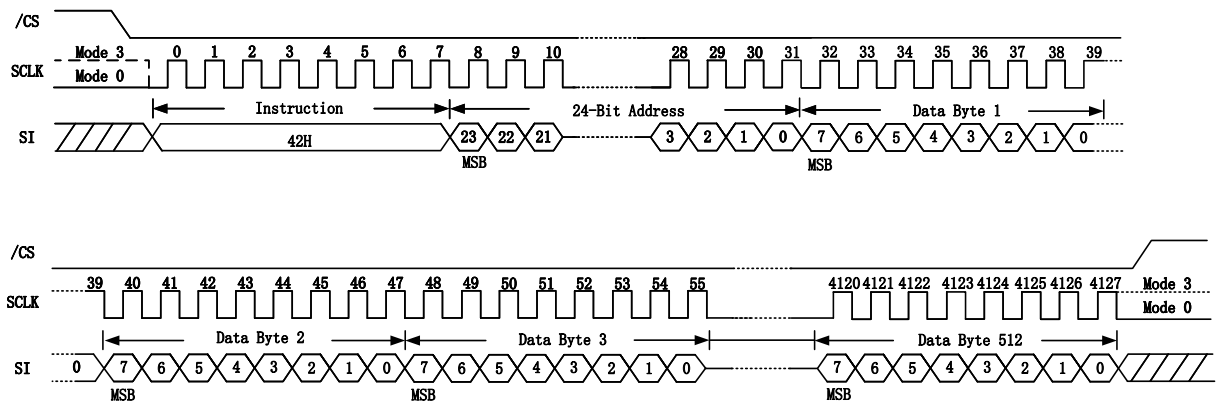 /CS
Mode 3 0 1 2 3 4 5 6 7 8 9 10 28 29 30 31 32 33 34 35 36 37 38 39
SCLK Mode 0
Instruction 24-Bit Address Data Byte 1
SI 42H 23 22 21 3 2 1 0 7 6 5 4 3 2 1 0
MSB MSB
/CS
39 40 41 42 43 44 45 46 47 48 49 50 51 52 53 54 55 4120 4121 4122 4123 4124 4125 4126 4127 Mode 3
SCLK Mode 0
Data Byte 2 Data Byte 3 Data Byte 512
SI 0 7 6 5 4 3 2 1 0 7 6 5 4 3 2 1 0 7 6 5 4 3 2 1 0
MSB MSB MSB